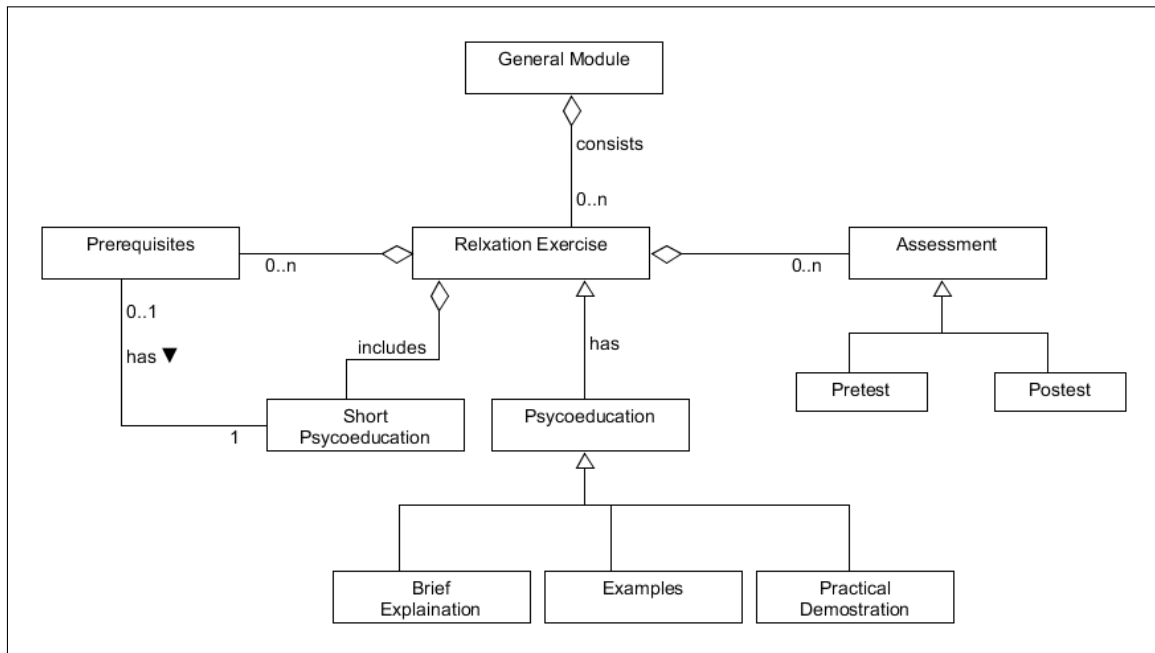 General Module
consists
0..n
Prerequisites
0..n
Relxation Exercise
0..n
Assessment
0..1
has ▼
includes
has
1
Short
Psycoeducation
Psycoeducation
Pretest
Postest
Brief
Explaination
Examples
Practical
Demostration